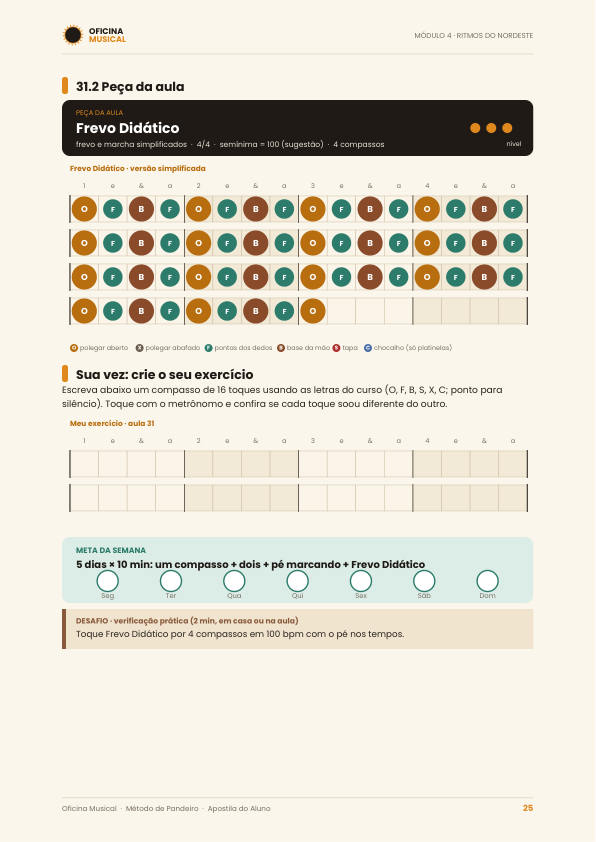 OFICINA
MUSICAL
MÓDULO 4 · RITMOS DO NORDESTE
31.2 Peça da aula
PEÇA DA AULA
Frevo Didático
frevo e marcha simplificados · 4/4 · semínima = 100 (sugestão) · 4 compassos
nível
Frevo Didático · versão simplificada
1 e & a 2 e & a 3 e & a 4 e & a
O F B F O F B F O F B F O F B F
O F B F O F B F O F B F O F B F
O F B F O F B F O F B F O F B F
O F B F O F B F O
O polegar aberto X polegar abafado F pontas dos dedos B base da mão S tapa C chocalho (só platinelas)
Sua vez: crie o seu exercício
Escreva abaixo um compasso de 16 toques usando as letras do curso (O, F, B, S, X, C; ponto para
silêncio). Toque com o metrônomo e confira se cada toque soou diferente do outro.
Meu exercício · aula 31
1 e & a 2 e & a 3 e & a 4 e & a
META DA SEMANA
5 dias × 10 min: um compasso + dois + pé marcando + Frevo Didático
Seg Ter Qua Qui Sex Sáb Dom
DESAFIO · verificação prática (2 min, em casa ou na aula)
Toque Frevo Didático por 4 compassos em 100 bpm com o pé nos tempos.
Oficina Musical · Método de Pandeiro · Apostila do Aluno
25